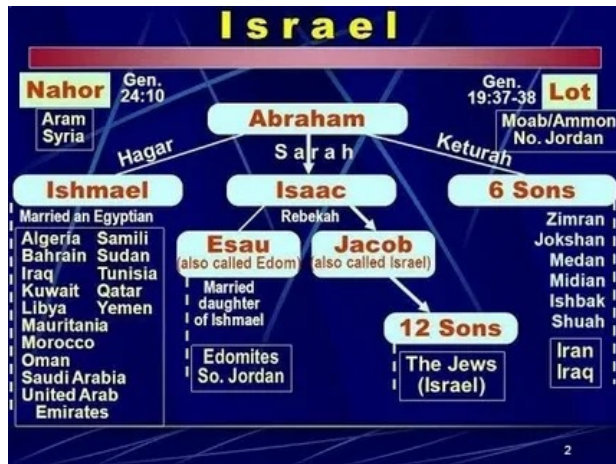 Israel
Nahor
Gen.
24:10
Gen.
19:37-38
Lot
Aram
Syria
Abraham
Moab/Ammon
No. Jordan
Hagar
Sarah
Keturah
Ishmael
Isaac
6 Sons
Married an Egyptian
Rebekah
Zimran
Jokshan
Medan
Midian
Ishbak
Shuah
Algeria Samili
Bahrain Sudan
Iraq Tunisia
Kuwait Qatar
Libya Yemen
Mauritania
Morocco
Oman
Saudi Arabia
United Arab
Emirates
Esau
(also called Edom)
Jacob
(also called Israel)
Married
daughter
of Ishmael
12 Sons
Edomites
So. Jordan
The Jews
(Israel)
Iran
Iraq
2